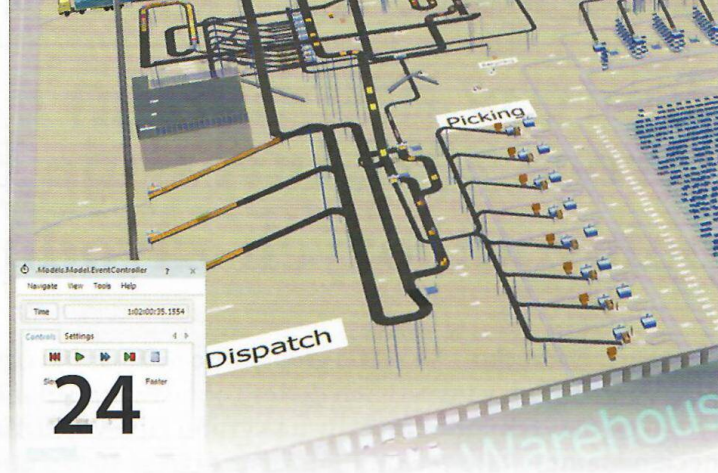 Picking
.Models.Model.EventController ? ×
Navigate View Tools Help
Time 1:02:00:35.1554
Controls Settings
Faster
24
Dispatch
Warehous